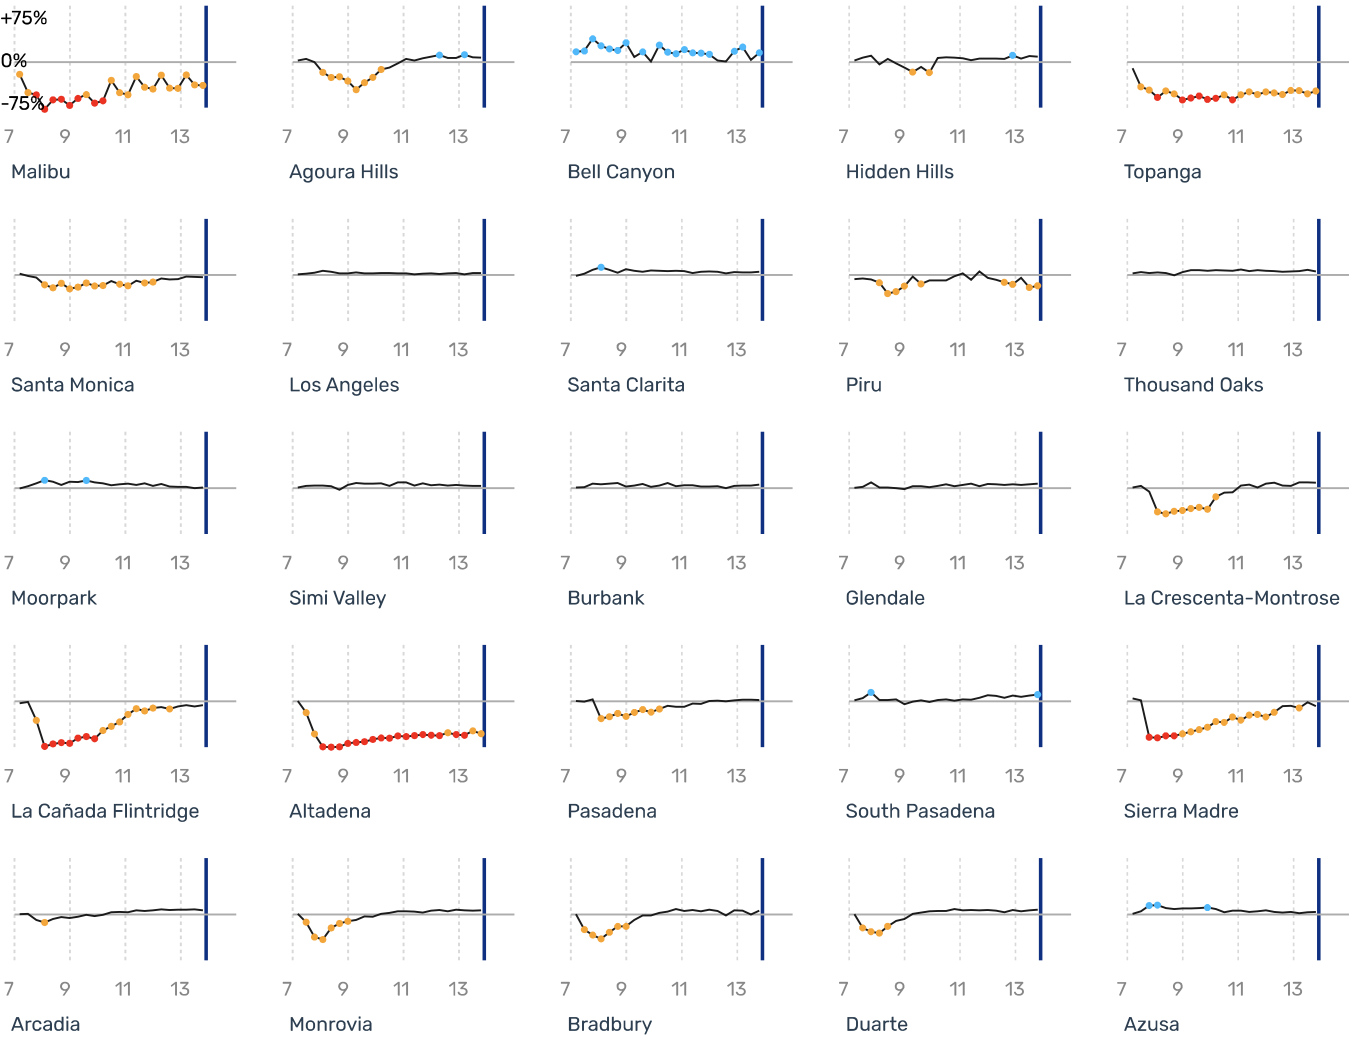 +75%
0%
-75%
7 9 11 13 7 9 11 13 7 9 11 13 7 9 11 13 7 9 11 13
Malibu Agoura Hills Bell Canyon Hidden Hills Topanga
7 9 11 13 7 9 11 13 7 9 11 13 7 9 11 13 7 9 11 13
Santa Monica Los Angeles Santa Clarita Piru Thousand Oaks
7 9 11 13 7 9 11 13 7 9 11 13 7 9 11 13 7 9 11 13
Moorpark Simi Valley Burbank Glendale La Crescenta-Montrose
7 9 11 13 7 9 11 13 7 9 11 13 7 9 11 13 7 9 11 13
La Cañada Flintridge Altadena Pasadena South Pasadena Sierra Madre
7 9 11 13 7 9 11 13 7 9 11 13 7 9 11 13 7 9 11 13
Arcadia Monrovia Bradbury Duarte Azusa